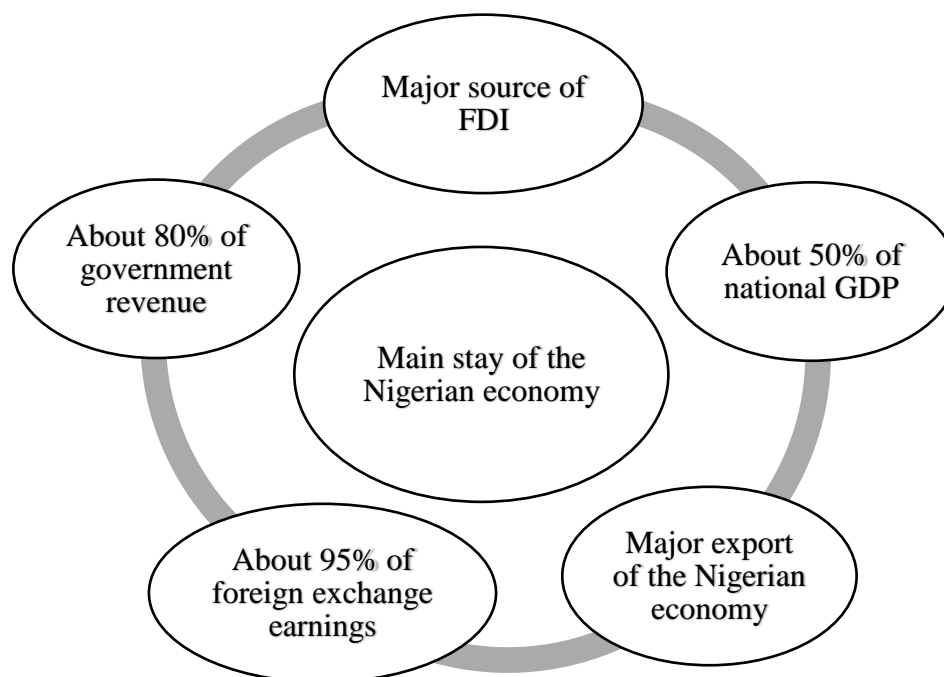 Major source of
FDI
About 80% of
government
revenue
About 50% of
national GDP
Main stay of the
Nigerian economy
About 95% of
foreign exchange
earnings
Major export
of the Nigerian
economy